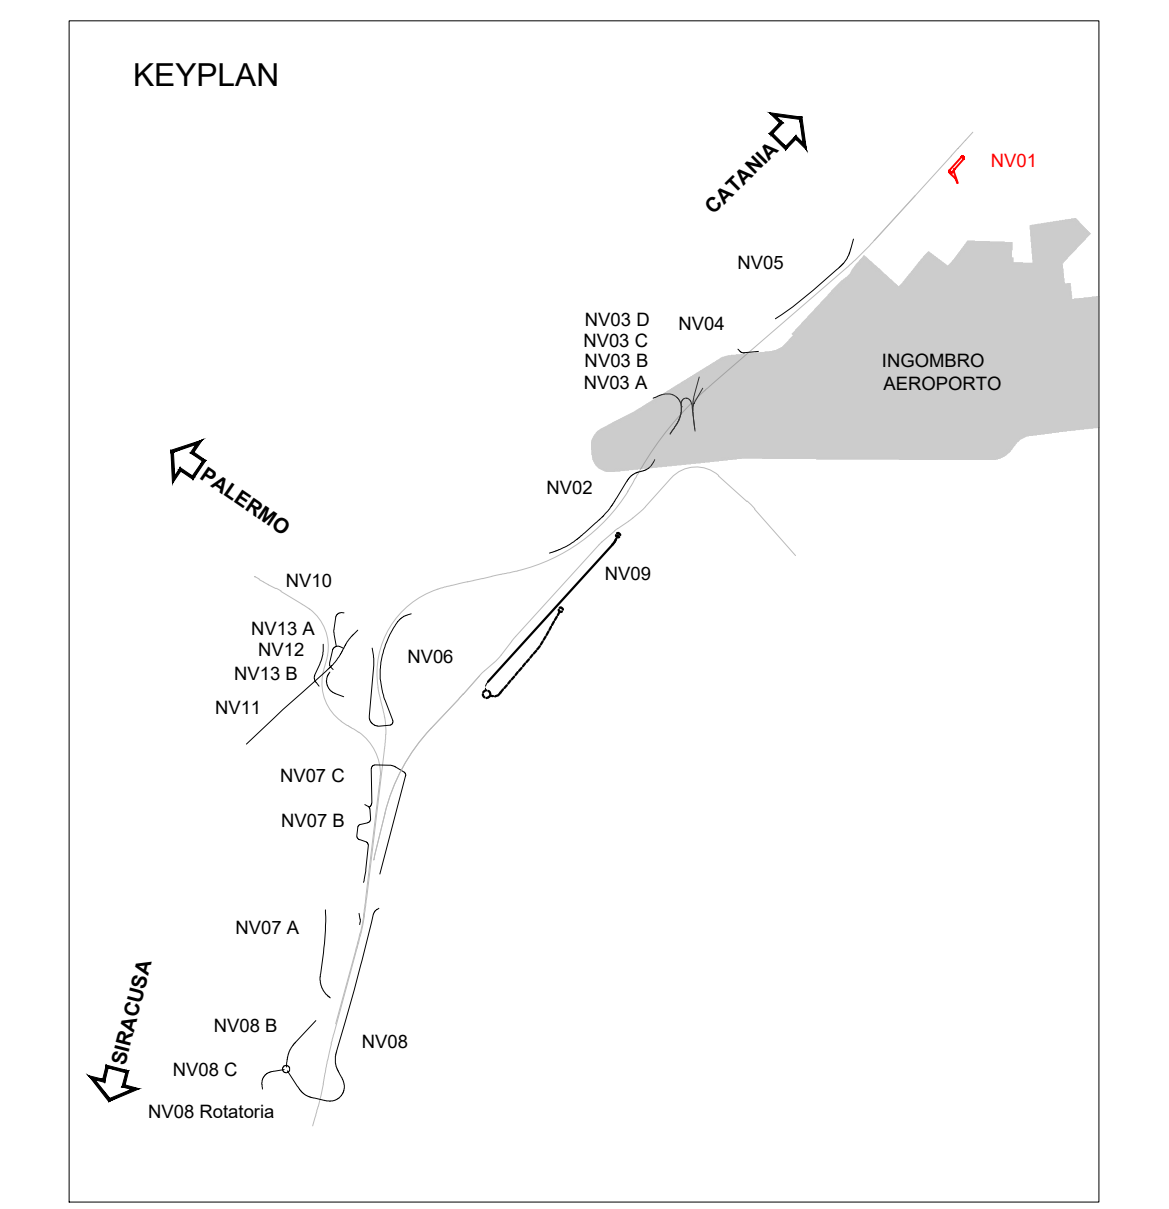 KEYPLAN
CATANIA
NV01
NV05
NV03 D
NV04
NV03 C
NV03 B
NV03 A
INGOMBRO
AEROPORTO
PALERMO
NV02
NV09
NV10
NV13 A
NV12
NV13 B
NV06
NV11
NV07 C
NV07 B
NV07 A
SIRACUSA
NV08 B
NV08
NV08 C
NV08 Rotatoria